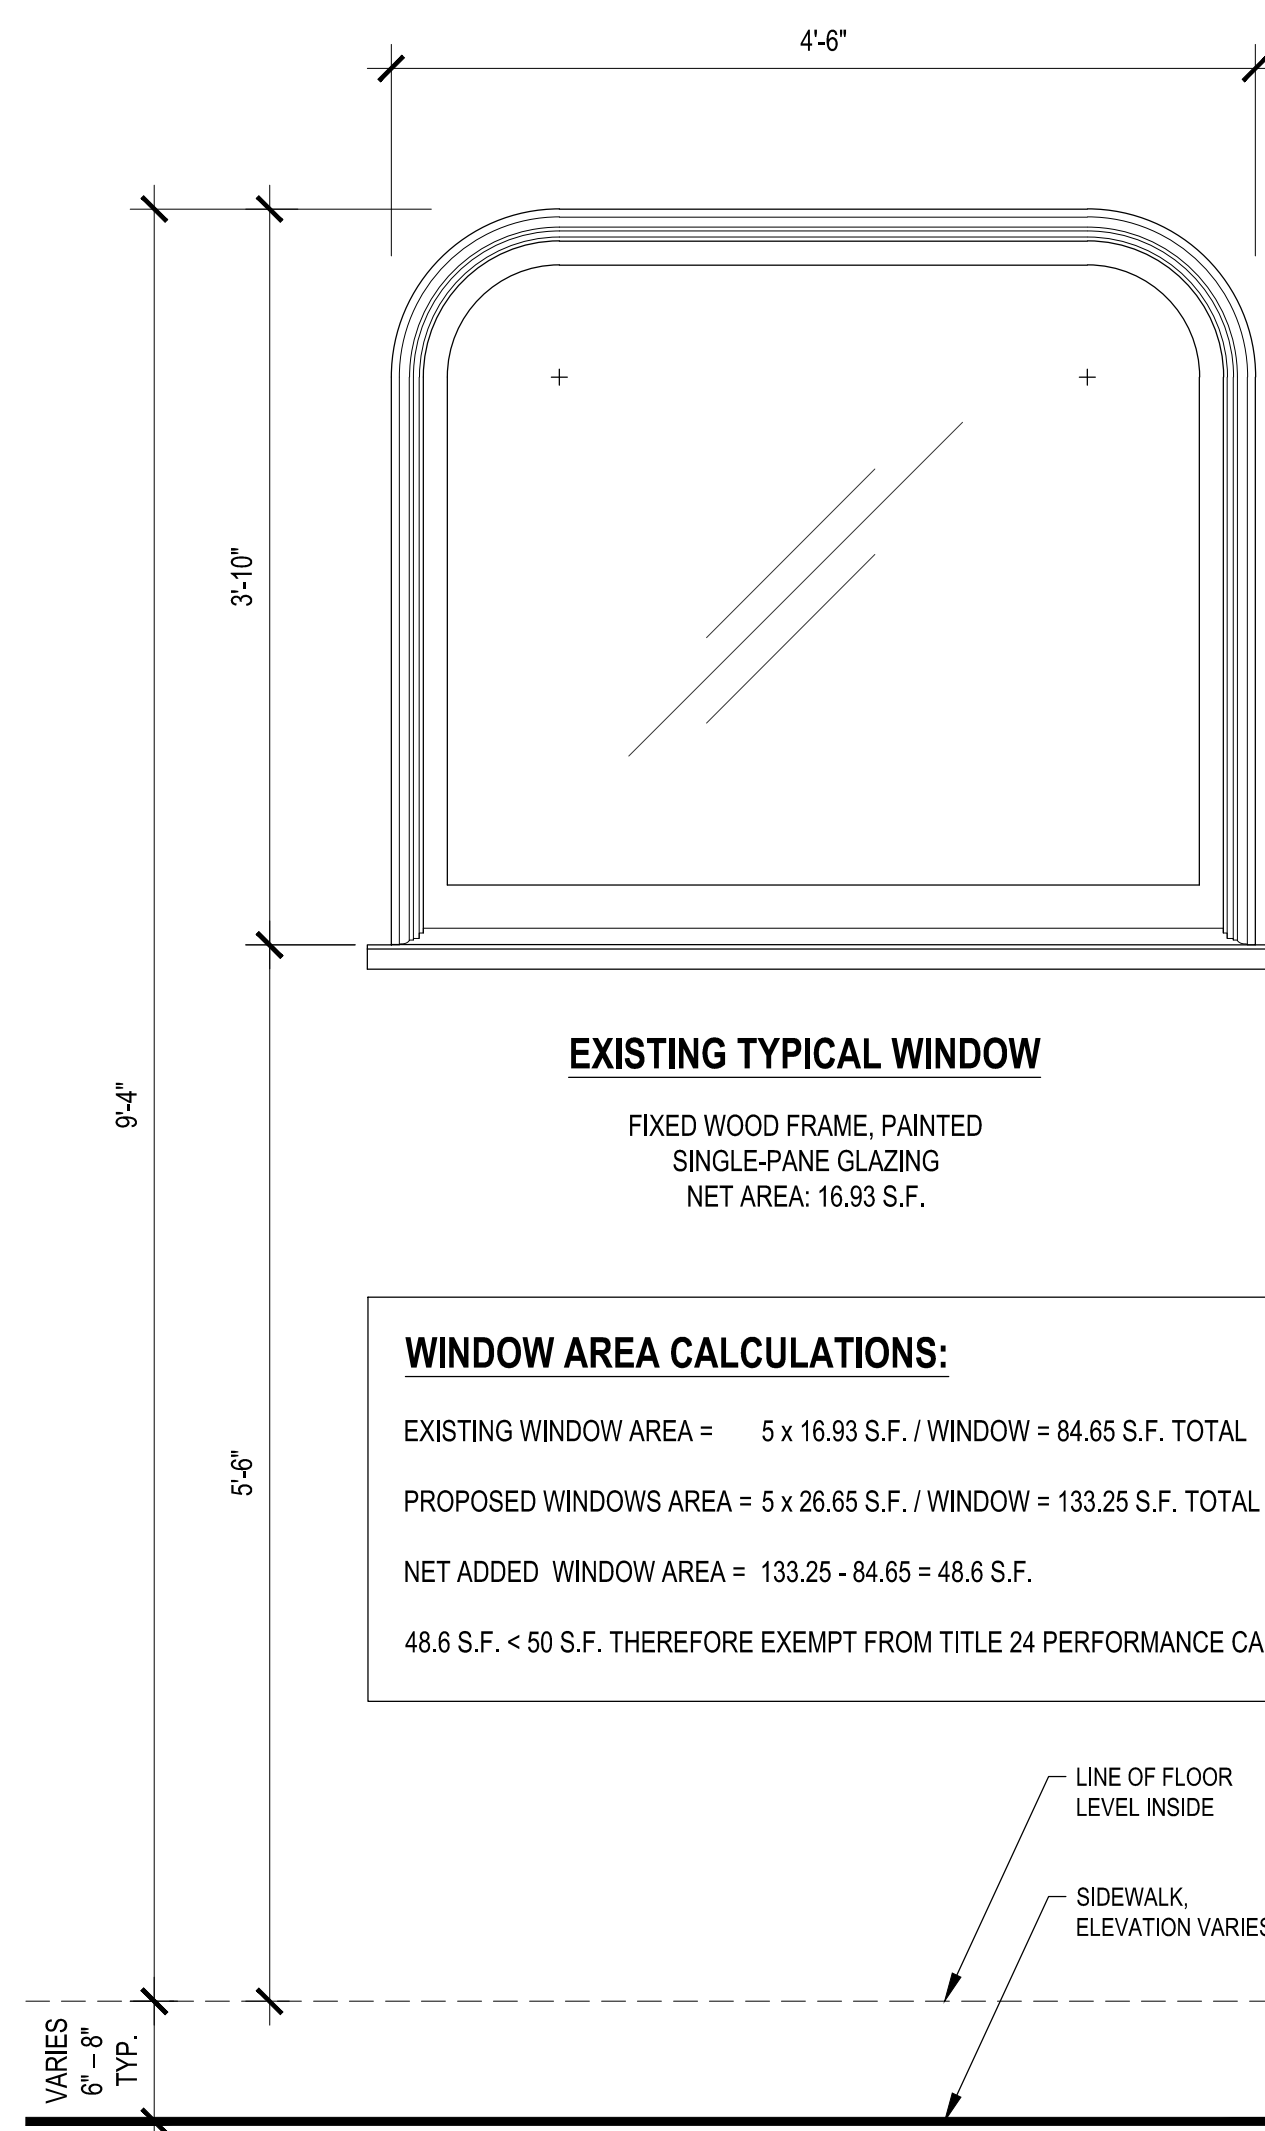 4'-6"
3'-10"
9'-4"
5'-6"
EXISTING TYPICAL WINDOW
FIXED WOOD FRAME, PAINTED
SINGLE-PANE GLAZING
NET AREA: 16.93 S.F.
WINDOW AREA CALCULATIONS:
EXISTING WINDOW AREA = 5 x 16.93 S.F. / WINDOW = 84.65 S.F. TOTAL
PROPOSED WINDOWS AREA = 5 x 26.65 S.F. / WINDOW = 133.25 S.F. TOTAL
NET ADDED WINDOW AREA = 133.25 - 84.65 = 48.6 S.F.
48.6 S.F. < 50 S.F. THEREFORE EXEMPT FROM TITLE 24 PERFORMANCE CA
LINE OF FLOOR
LEVEL INSIDE
SIDEWALK,
ELEVATION VARIES
VARIES
6" – 8"
TYP.